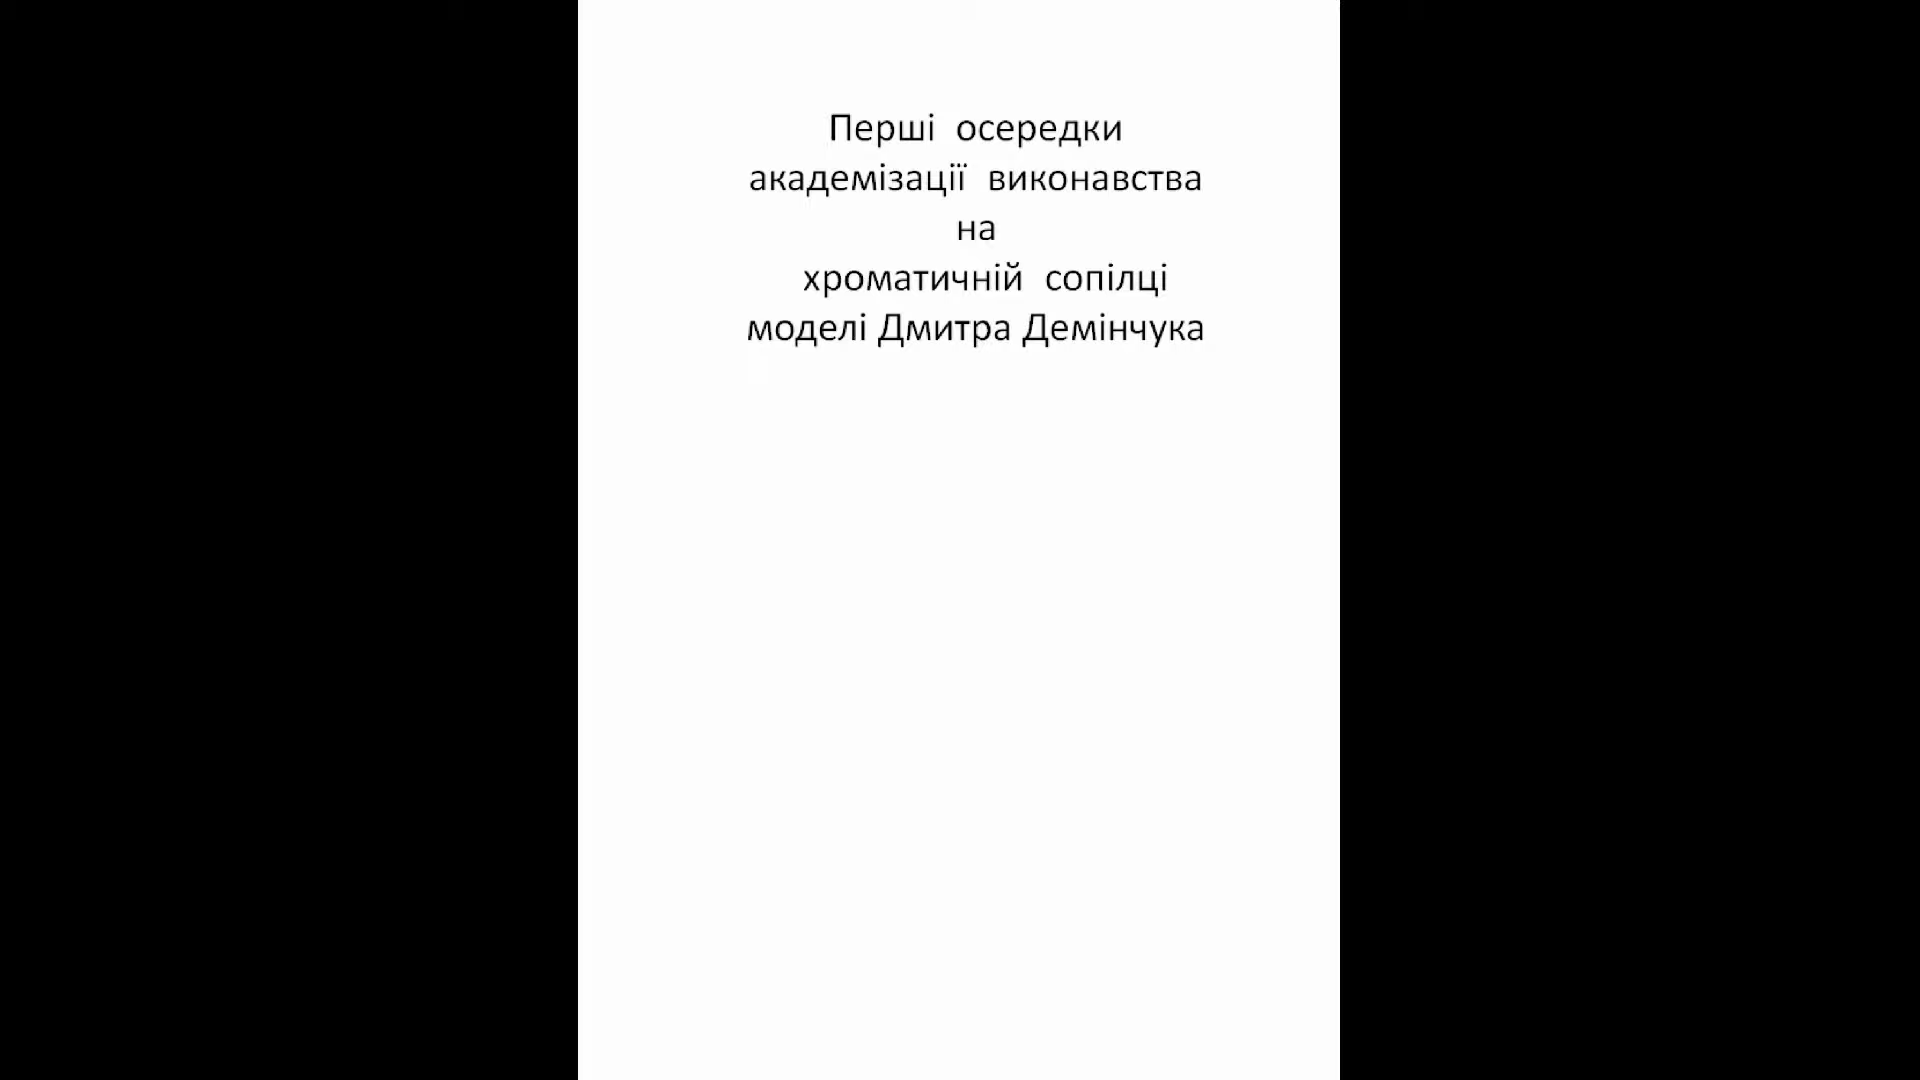 Перші осередки
академізації виконавства
на
хроматичній сопілці
моделі Дмитра Демінчука